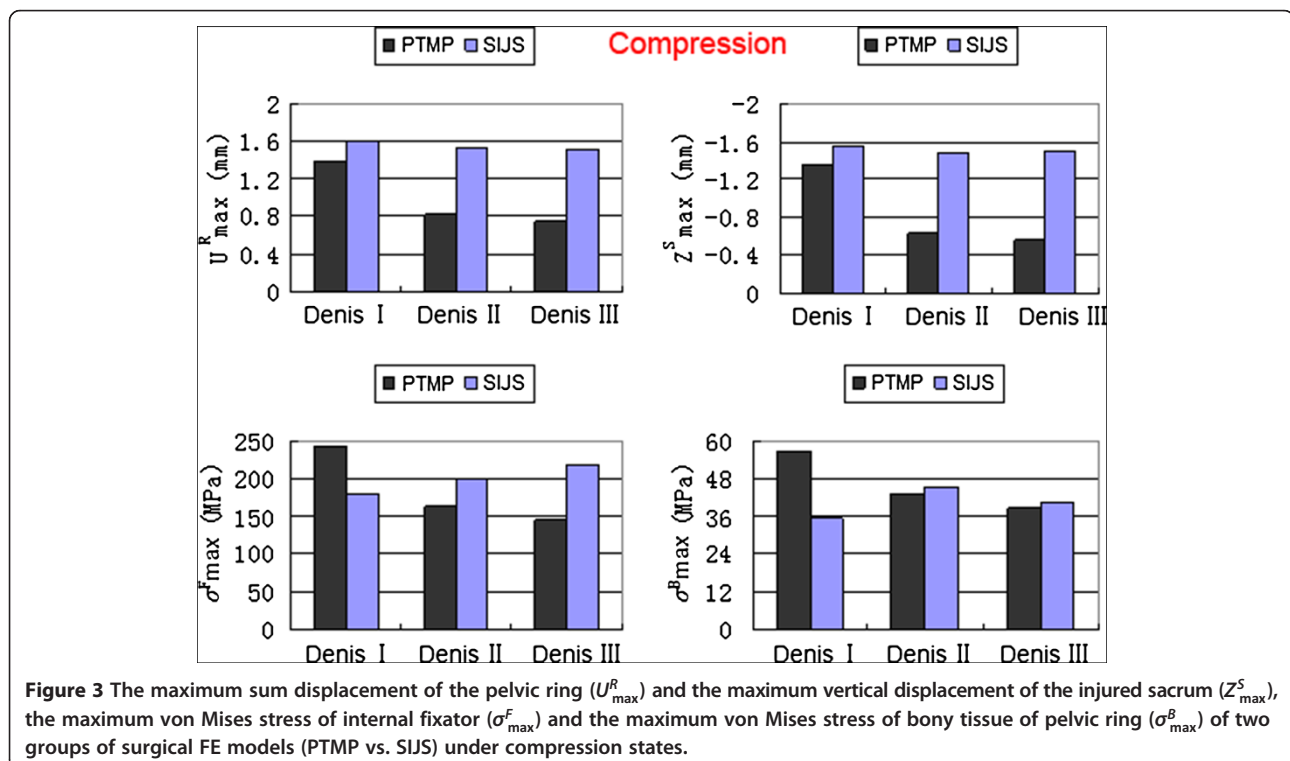 PTMP SIJS Compression PTMP SIJS
U^R max (mm)
2
1.6
1.2
0.8
0.4
0
Denis I Denis II Denis III
Z^S max (mm)
-2
-1.6
-1.2
-0.8
-0.4
0
Denis I Denis II Denis III
PTMP SIJS
σ^F max (MPa)
250
200
150
100
50
0
Denis I Denis II Denis III
PTMP SIJS
σ^B max (MPa)
60
48
36
24
12
0
Denis I Denis II Denis III
Figure 3 The maximum sum displacement of the pelvic ring (U^R_max) and the maximum vertical displacement of the injured sacrum (Z^S_max),
the maximum von Mises stress of internal fixator (σ^F_max) and the maximum von Mises stress of bony tissue of pelvic ring (σ^B_max) of two
groups of surgical FE models (PTMP vs. SIJS) under compression states.